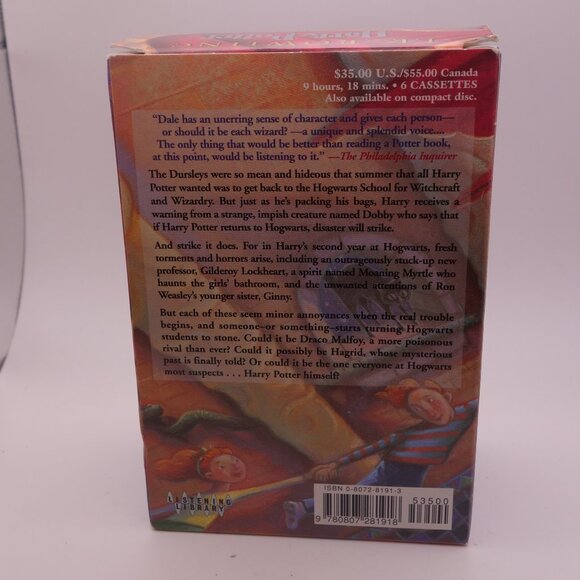 J.K. ROWLING
$35.00 U.S./$55.00 Canada
9 hours, 18 mins. • 6 CASSETTES
Also available on compact disc.
“Dale has an unerring sense of character and gives each person—
or should it be each wizard? —a unique and splendid voice....
The only thing that would be better than reading a Potter book,
at this point, would be listening to it.” —The Philadelphia Inquirer
The Dursleys were so mean and hideous that summer that all Harry
Potter wanted was to get back to the Hogwarts School for Witchcraft
and Wizardry. But just as he’s packing his bags, Harry receives a
warning from a strange, impish creature named Dobby who says that
if Harry Potter returns to Hogwarts, disaster will strike.
And strike it does. For in Harry’s second year at Hogwarts, fresh
torments and horrors arise, including an outrageously stuck-up new
professor, Gilderoy Lockheart, a spirit named Moaning Myrtle who
haunts the girls’ bathroom, and the unwanted attentions of Ron
Weasley’s younger sister, Ginny.
But each of these seem minor annoyances when the real trouble
begins, and someone–or something–starts turning Hogwarts
students to stone. Could it be Draco Malfoy, a more poisonous
rival than ever? Could it possibly be Hagrid, whose mysterious
past is finally told? Or could it be the one everyone at Hogwarts
most suspects . . . Harry Potter himself?
ISBN 0-8072-8191-3
53500
9 780807 281918
LISTENING
LIBRARY